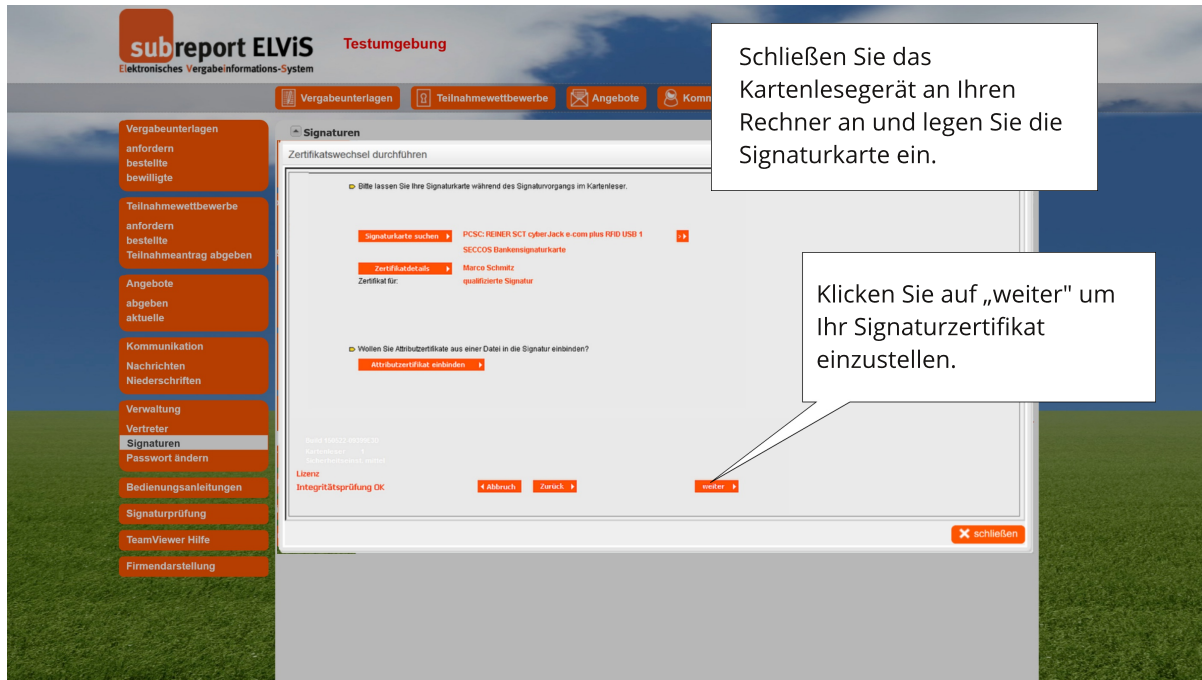 subreport ELViS
Elektronisches Vergabeinformations-System
Testumgebung
Vergabeunterlagen
Teilnahmewettbewerbe
Angebote
Komm
Schließen Sie das
Kartenlesegerät an Ihren
Rechner an und legen Sie die
Signaturkarte ein.
Vergabeunterlagen
anfordern
bestellte
bewilligte
Teilnahmewettbewerbe
anfordern
bestellte
Teilnahmeantrag abgeben
Angebote
abgeben
aktuelle
Kommunikation
Nachrichten
Niederschriften
Verwaltung
Vertreter
Signaturen
Passwort ändern
Bedienungsanleitungen
Signaturprüfung
TeamViewer Hilfe
Firmendarstellung
Signaturen
Zertifikatswechsel durchführen
Bitte lassen Sie Ihre Signaturkarte während des Signaturvorgangs im Kartenleser.
Signaturkarte suchen PCSC: REINER SCT cyberJack e-com plus RFID USB 1
SECCOS Bankensignaturkarte
Zertifikatdetails Marco Schmitz
Zertifikat für: qualifizierte Signatur
Klicken Sie auf „weiter" um
Ihr Signaturzertifikat
einzustellen.
Wollen Sie Attributzertifikate aus einer Datei in die Signatur einbinden?
Attributzertifikat einbinden
Lizenz
Integritätsprüfung OK
Abbruch Zurück weiter
schließen